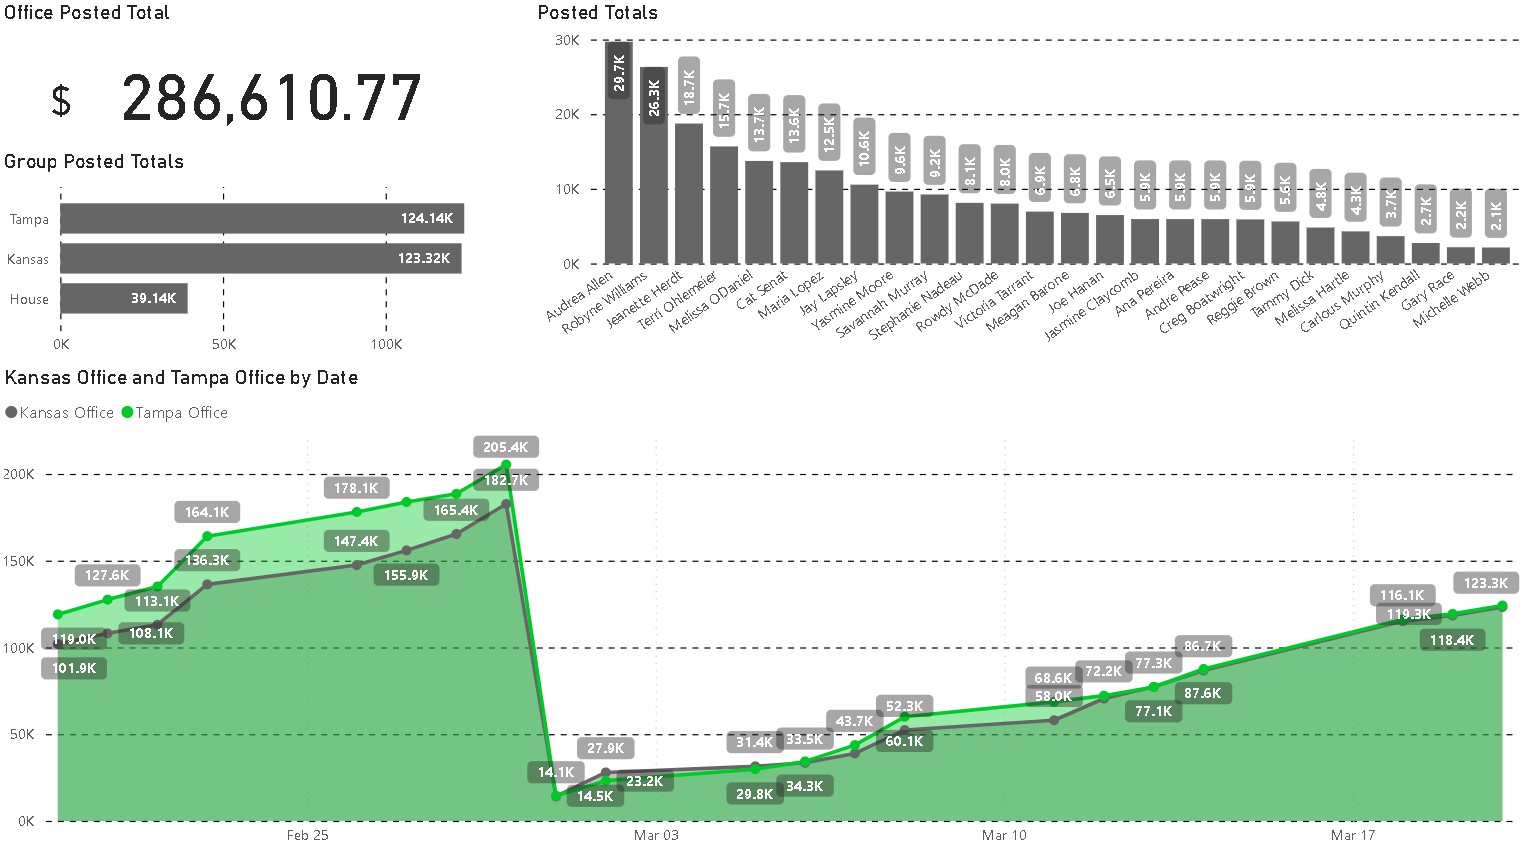 Office Posted Total
$ 286,610.77
Group Posted Totals
Tampa 124.14K
Kansas 123.32K
House 39.14K
0K 50K 100K
Posted Totals
30K
20K
10K
0K
29.7K 26.3K 18.7K 15.7K 13.7K 13.6K 12.5K 10.6K 9.6K 9.2K 8.1K 8.0K 6.9K 6.8K 6.5K 5.9K 5.9K 5.9K 5.9K 5.6K 4.8K 4.3K 3.7K 2.7K 2.2K 2.1K
Audrea Allen
Robyne Williams
Jeanette Herdt
Terri Ohlemeier
Melissa ODaniel
Cat Senat
Maria Lopez
Jay Lapsley
Yasmine Moore
Savannah Murray
Stephanie Nadeau
Rowdy McDade
Victoria Tarrant
Meagan Barone
Joe Hanan
Jasmine Claycomb
Ana Pereira
Andre Pease
Creg Boatwright
Reggie Brown
Tammy Dick
Melissa Hartle
Carlous Murphy
Quintin Kendall
Gary Race
Michelle Webb
Kansas Office and Tampa Office by Date
Kansas Office Tampa Office
200K
150K
100K
50K
0K
119.0K
101.9K
127.6K
108.1K
113.1K
164.1K
136.3K
178.1K
147.4K
155.9K
165.4K
205.4K
182.7K
14.1K
14.5K
27.9K
23.2K
31.4K
29.8K
33.5K
34.3K
43.7K
52.3K
60.1K
68.6K
58.0K
72.2K
77.3K
77.1K
86.7K
87.6K
116.1K
119.3K
118.4K
123.3K
Feb 25 Mar 03 Mar 10 Mar 17